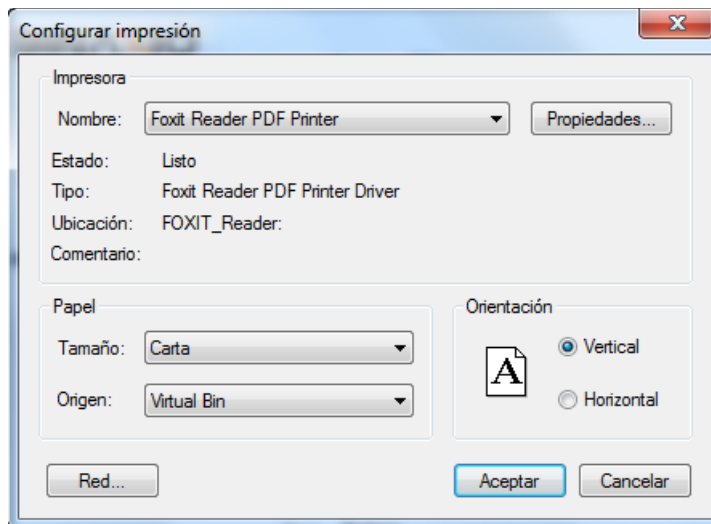 Configurar impresión
Impresora
Nombre: Foxit Reader PDF Printer Propiedades...
Estado: Listo
Tipo: Foxit Reader PDF Printer Driver
Ubicación: FOXIT_Reader:
Comentario:
Papel
Tamaño: Carta
Origen: Virtual Bin
Orientación
A
Vertical
Horizontal
Red... Aceptar Cancelar